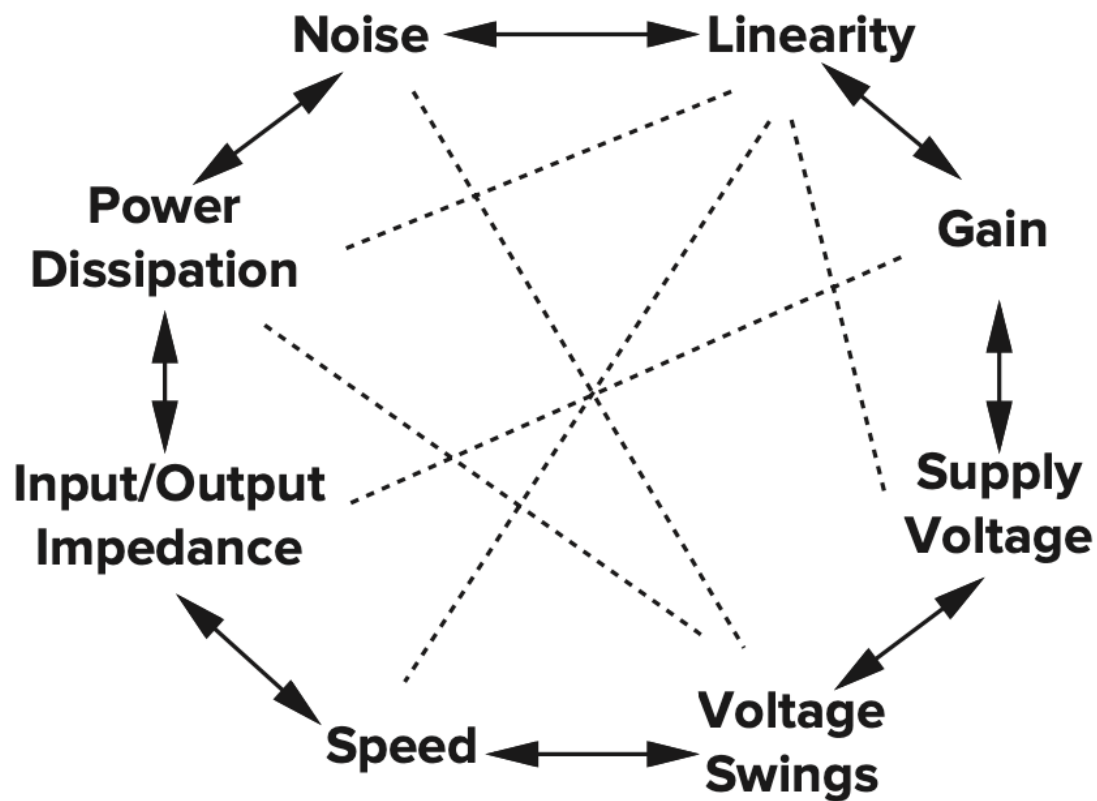 Noise
Linearity
Power
Dissipation
Gain
Input/Output
Impedance
Supply
Voltage
Speed
Voltage
Swings